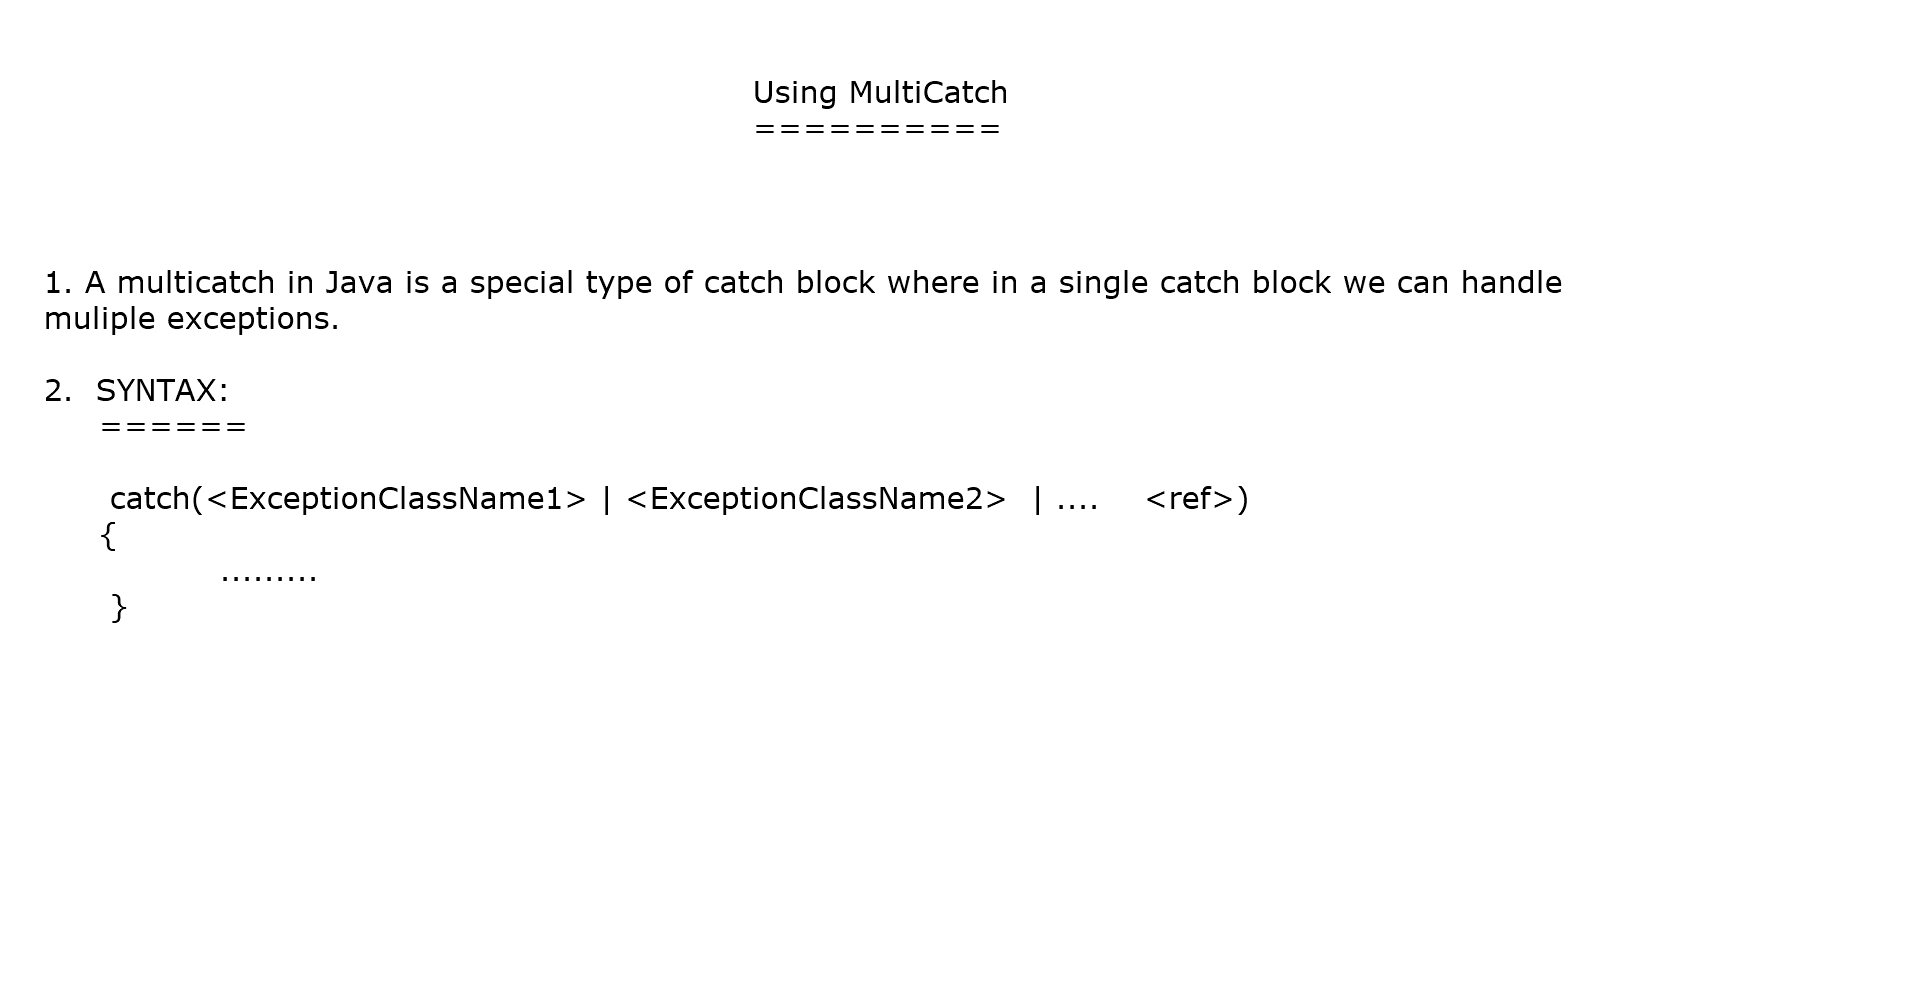 Using MultiCatch
==========
1. A multicatch in Java is a special type of catch block where in a single catch block we can handle
muliple exceptions.
2.  SYNTAX:
======
catch(<ExceptionClassName1> | <ExceptionClassName2>  | ....    <ref>)
{
.........
}